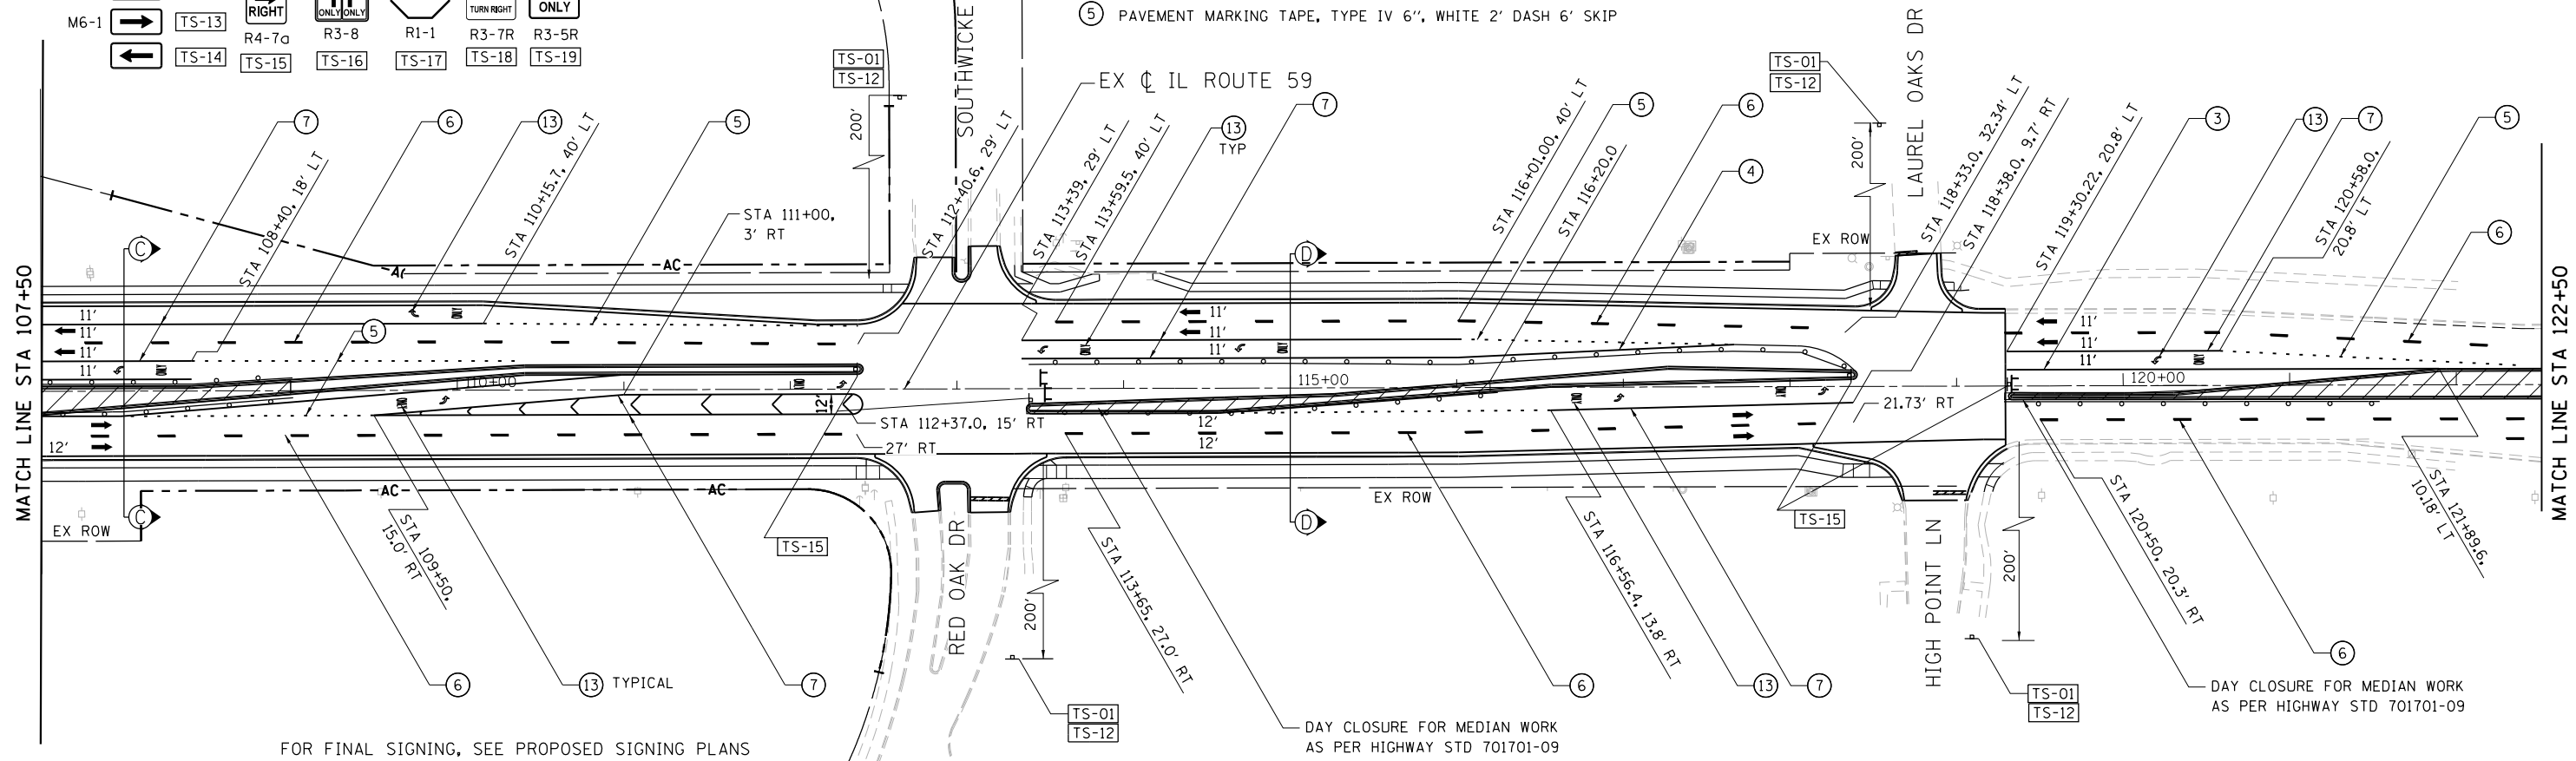 M6-1
TS-13
TS-14
RIGHT
R4-7a
TS-15
ONLY ONLY
R3-8
TS-16
R1-1
TS-17
TURN RIGHT
R3-7R
TS-18
ONLY
R3-5R
TS-19
5 PAVEMENT MARKING TAPE, TYPE IV 6", WHITE 2' DASH 6' SKIP
SOUTHWICKE
LAUREL OAKS DR
TS-01
TS-12
200'
EX ℄ IL ROUTE 59
TS-01
TS-12
200'
7
6
13
5
7
13
TYP
5
6
4
3
13
7
5
6
STA 108+40, 18' LT
STA 110+15.7, 40' LT
STA 111+00,
3' RT
STA 112+40.6, 29' LT
STA 113+39, 29' LT
STA 113+59.5, 40' LT
STA 116+01.00, 40' LT
STA 116+20.0
STA 118+33.0, 32.34' LT
STA 118+38.0, 9.7' RT
STA 119+30.22, 20.8' LT
STA 120+58.0,
20.8' LT
C
D
AC
AC
EX ROW
MATCH LINE STA 107+50
MATCH LINE STA 122+50
11'
11'
11'
11'
11'
11'
11'
11'
5
ONLY
ONLY
ONLY
ONLY
ONLY
110+00
115+00
120+00
ONLY
ONLY
ONLY
ONLY
12'
12'
12'
12'
STA 112+37.0, 15' RT
27' RT
21.73' RT
AC
AC
EX ROW
EX ROW
C
D
TS-15
TS-15
STA 109+50,
15.0' RT
RED OAK DR
200'
STA 113+65, 27.0' RT
STA 116+56.4, 13.8' RT
HIGH POINT LN
200'
STA 120+50, 20.3' RT
STA 121+89.6,
10.18' LT
6
13 TYPICAL
7
6
13
7
6
TS-01
TS-12
TS-01
TS-12
DAY CLOSURE FOR MEDIAN WORK
AS PER HIGHWAY STD 701701-09
DAY CLOSURE FOR MEDIAN WORK
AS PER HIGHWAY STD 701701-09
FOR FINAL SIGNING, SEE PROPOSED SIGNING PLANS